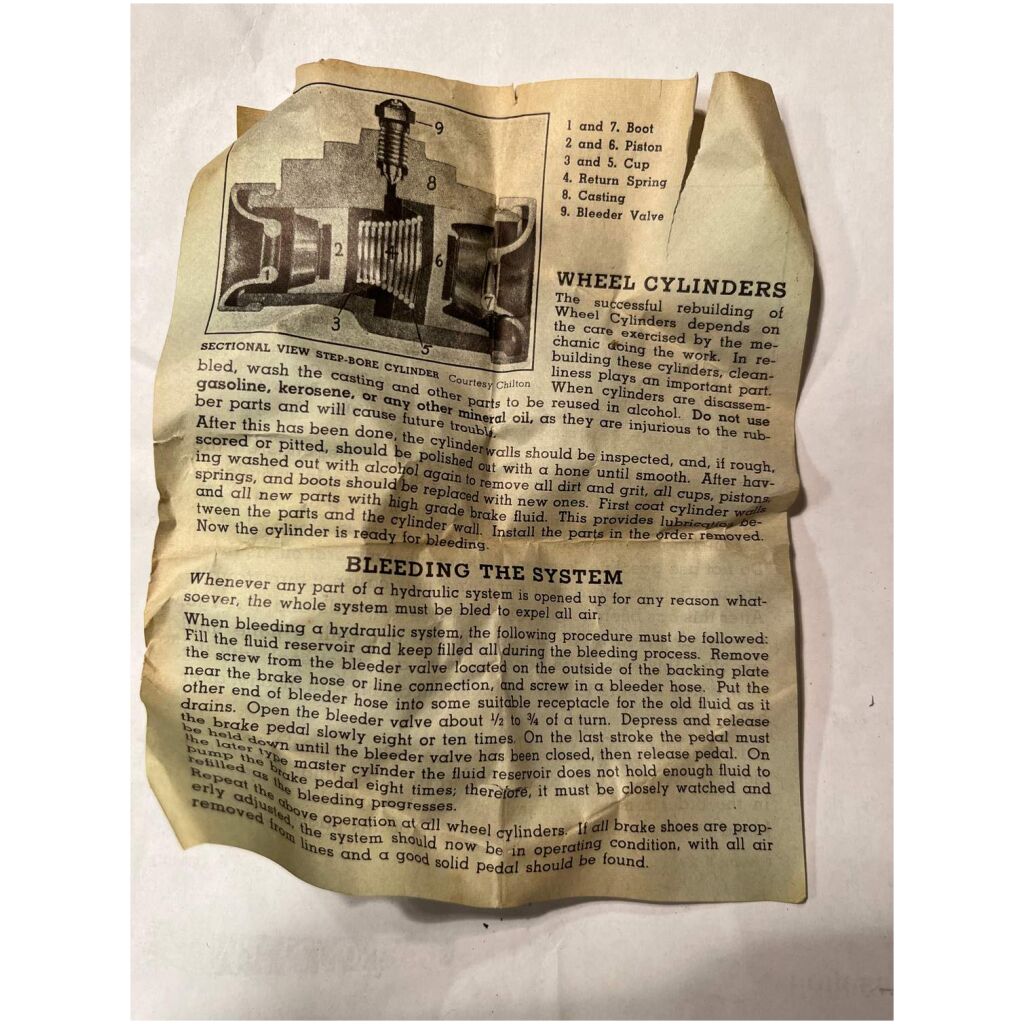 9
8
2
4
6
1
7
3
5
1 and 7. Boot
2 and 6. Piston
3 and 5. Cup
4. Return Spring
8. Casting
9. Bleeder Valve
SECTIONAL VIEW STEP-BORE CYLINDER Courtesy Chilton
WHEEL CYLINDERS
The successful rebuilding of
Wheel Cylinders depends on
the care exercised by the me-
chanic doing the work. In re-
building these cylinders, clean-
liness plays an important part.
When cylinders are disassem-
bled, wash the casting and other parts to be reused in alcohol. Do not use
gasoline, kerosene, or any other mineral oil, as they are injurious to the rub-
ber parts and will cause future trouble.
After this has been done, the cylinder walls should be inspected, and, if rough,
scored or pitted, should be polished out with a hone until smooth. After hav-
ing washed out with alcohol again to remove all dirt and grit, all cups, pistons,
springs, and boots should be replaced with new ones. First coat cylinder walls
and all new parts with high grade brake fluid. This provides lubrication be-
tween the parts and the cylinder wall. Install the parts in the order removed.
Now the cylinder is ready for bleeding.
BLEEDING THE SYSTEM
Whenever any part of a hydraulic system is opened up for any reason what-
soever, the whole system must be bled to expel all air.
When bleeding a hydraulic system, the following procedure must be followed:
Fill the fluid reservoir and keep filled all during the bleeding process. Remove
the screw from the bleeder valve located on the outside of the backing plate
near the brake hose or line connection, and screw in a bleeder hose. Put the
other end of bleeder hose into some suitable receptacle for the old fluid as it
drains. Open the bleeder valve about ½ to ¾ of a turn. Depress and release
the brake pedal slowly eight or ten times. On the last stroke the pedal must
be held down until the bleeder valve has been closed, then release pedal. On
the later type master cylinder the fluid reservoir does not hold enough fluid to
pump the brake pedal eight times; therefore, it must be closely watched and
refilled as the bleeding progresses.
Repeat the above operation at all wheel cylinders. If all brake shoes are prop-
erly adjusted, the system should now be in operating condition, with all air
removed from lines and a good solid pedal should be found.